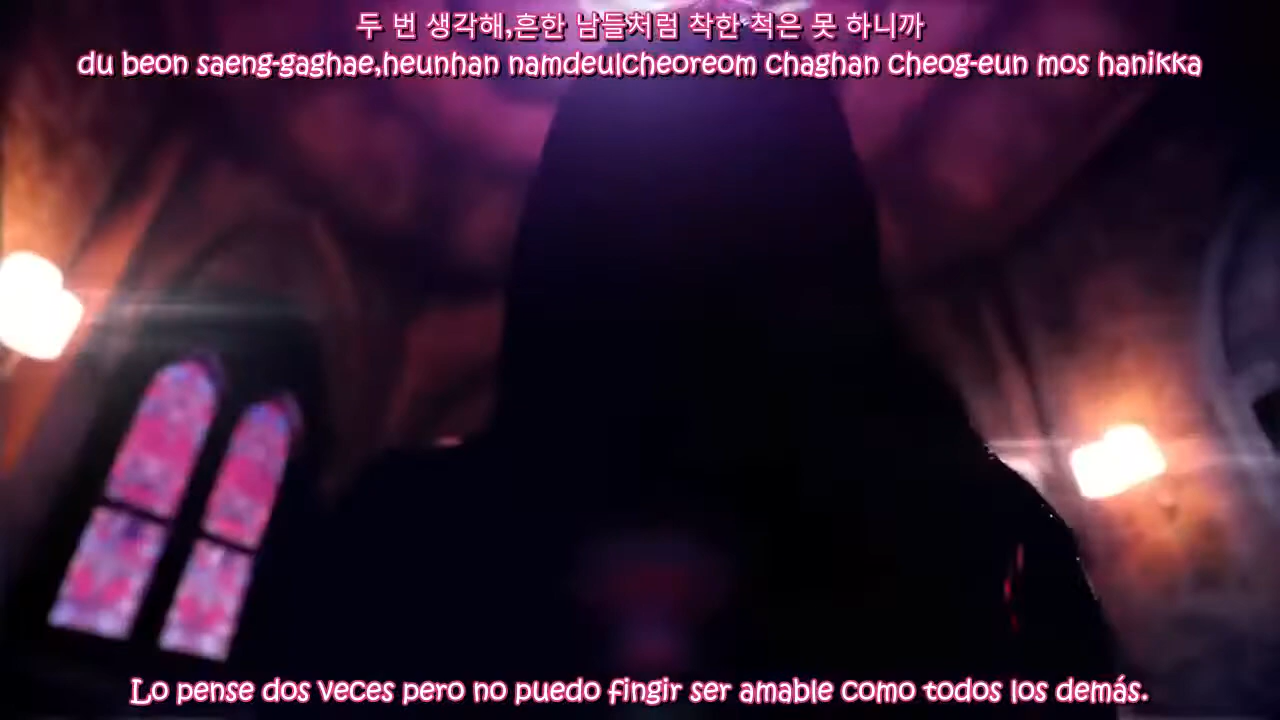 두 번 생각해,흔한 남들처럼 착한 척은 못 하니까
du beon saeng-gaghae,heunhan namdeulcheoreom chaghan cheog-eun mos hanikka
Lo pense dos veces pero no puedo fingir ser amable como todos los demás.